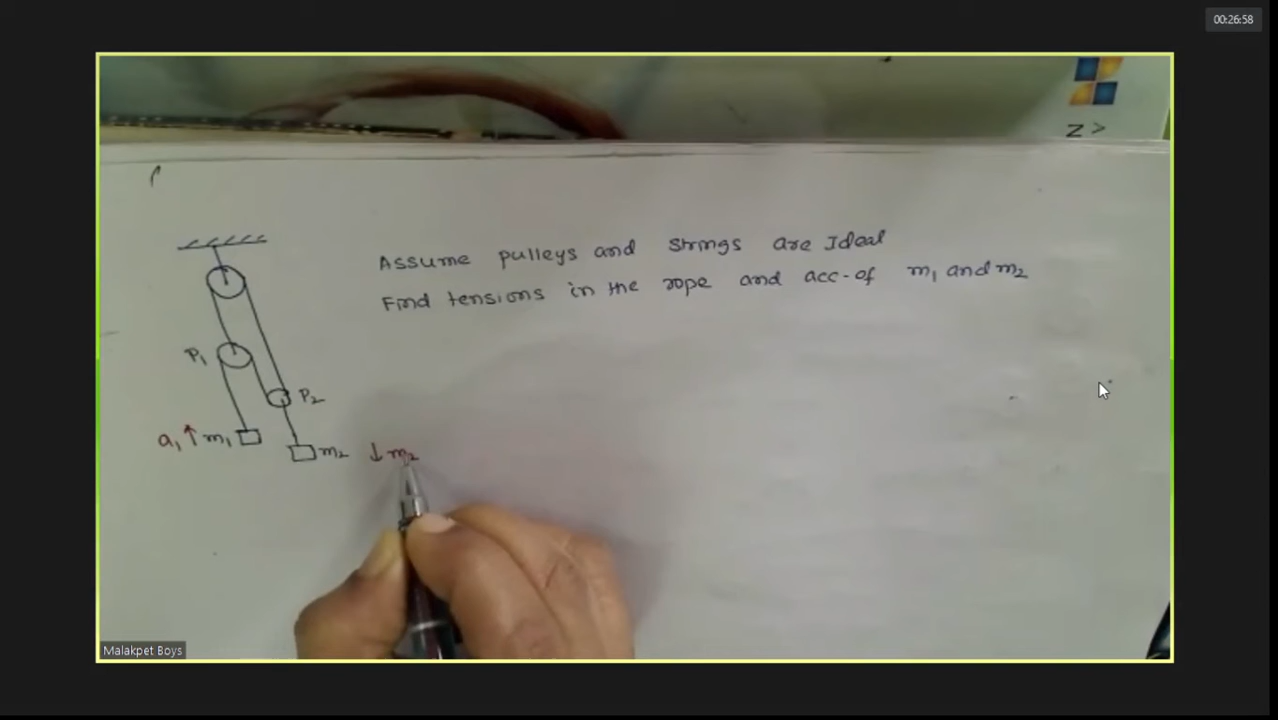 00:26:58
Z >
Assume pulleys and strings are Ideal
Find tensions in the rope and acc-of m₁ and m₂
P₁
P₂
a₁ ↑ m₁
m₂ ↓ m₂
Malakpet Boys